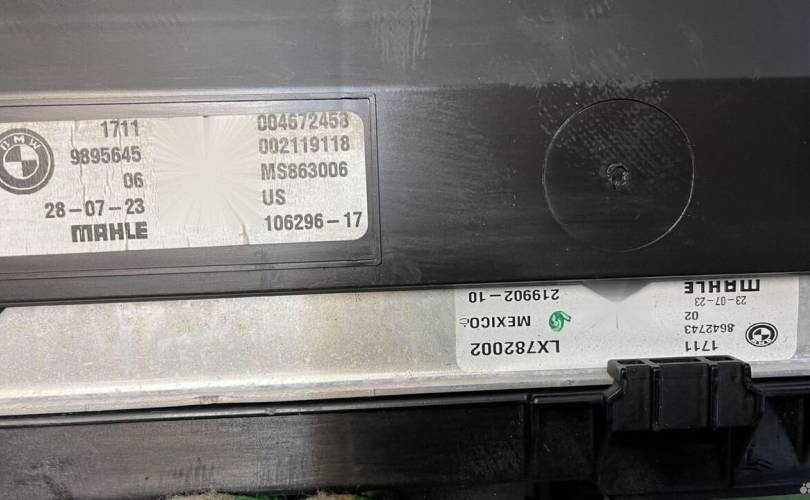 BMW
1711
9895645
06
28-07-23
MAHLE
004672453
002119118
MS863006
US
106296-17
1711
8642743
02
23-07-23
MAHLE
LX782002
MEXICO
219902-10